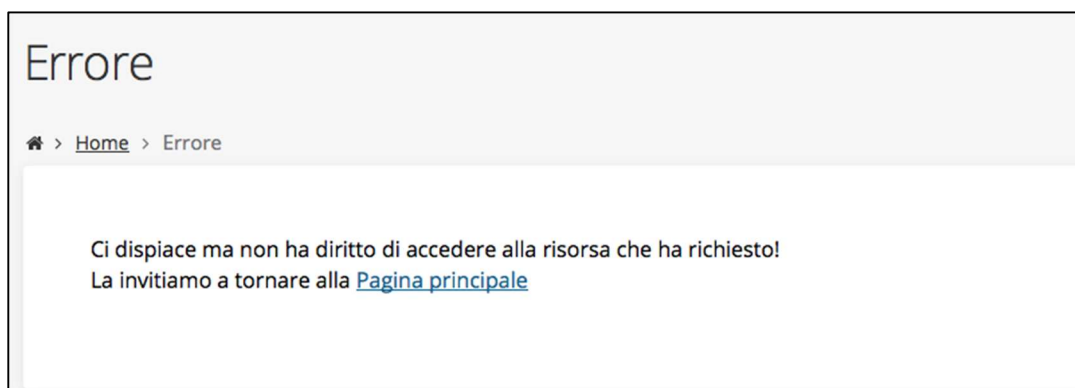 Errore
> Home > Errore
Ci dispiace ma non ha diritto di accedere alla risorsa che ha richiesto!
La invitiamo a tornare alla Pagina principale